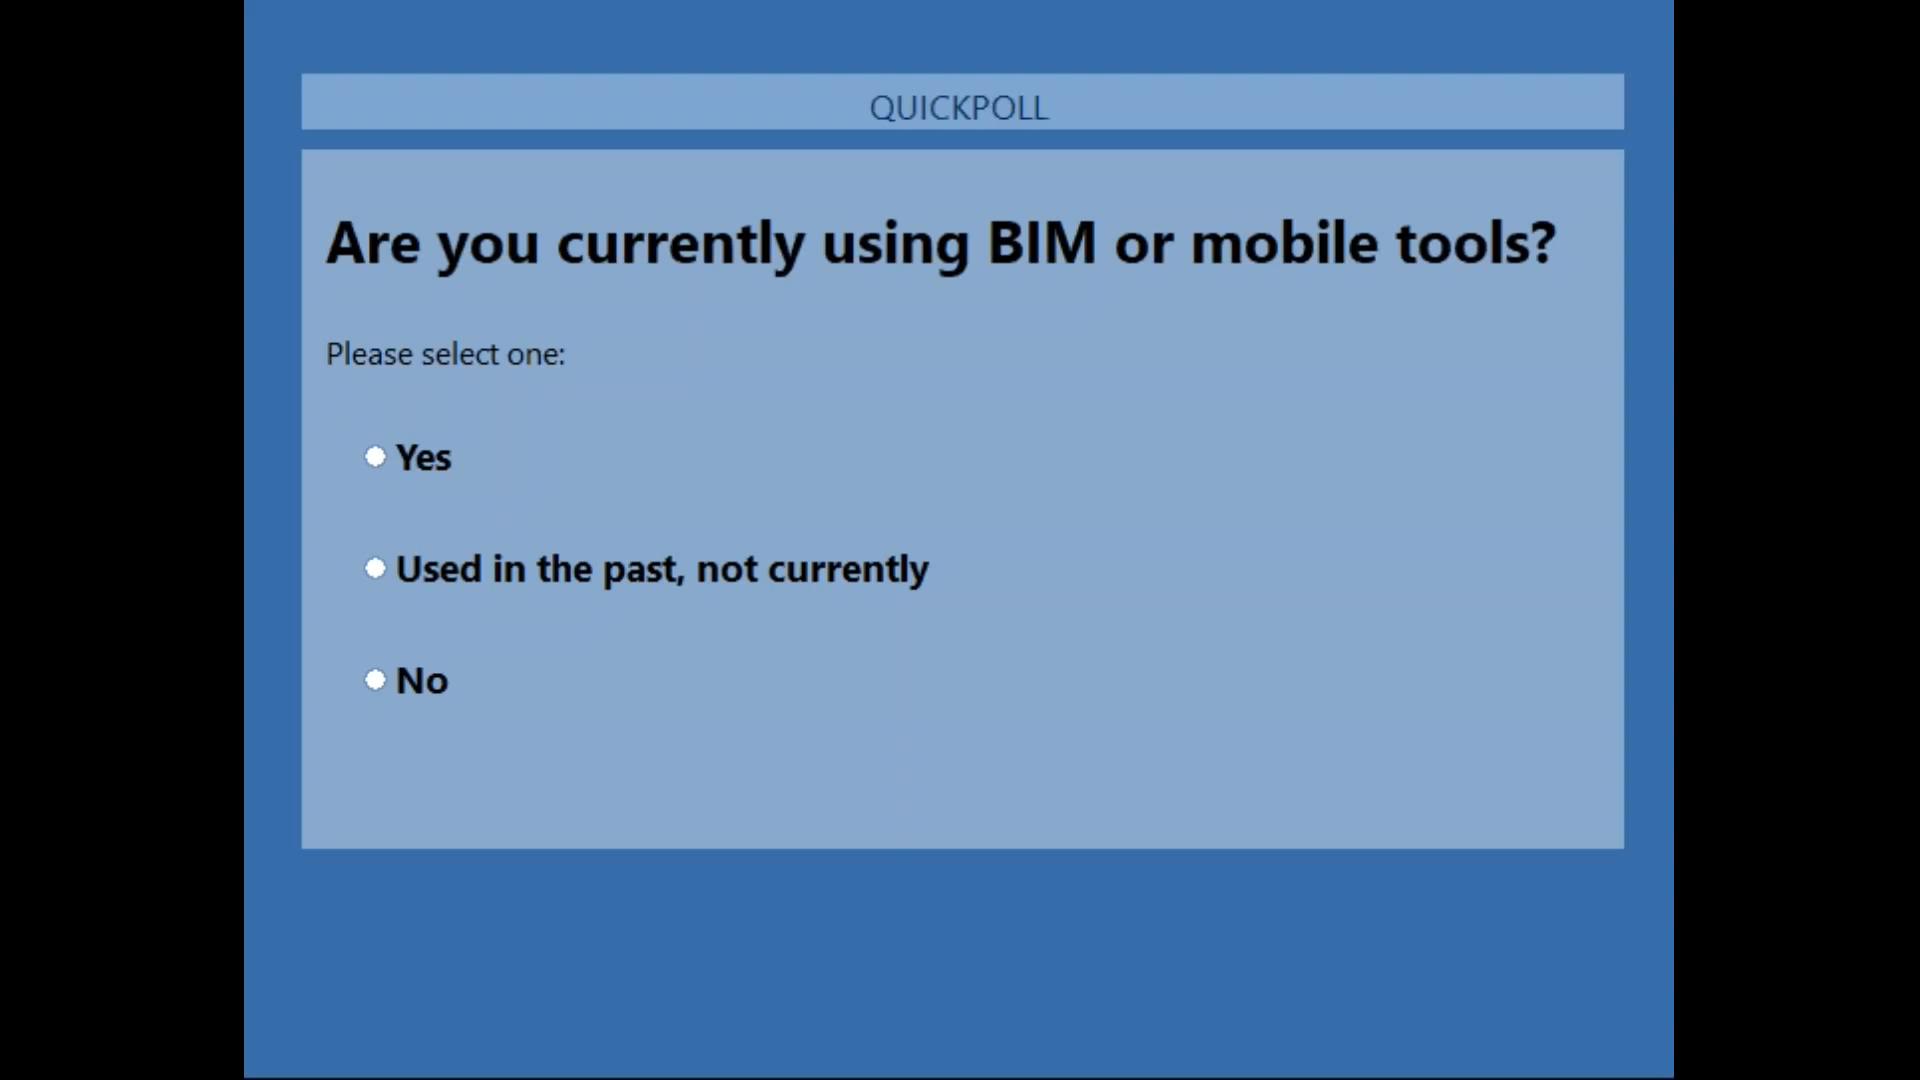 QUICKPOLL
Are you currently using BIM or mobile tools?
Please select one:
Yes
Used in the past, not currently
No